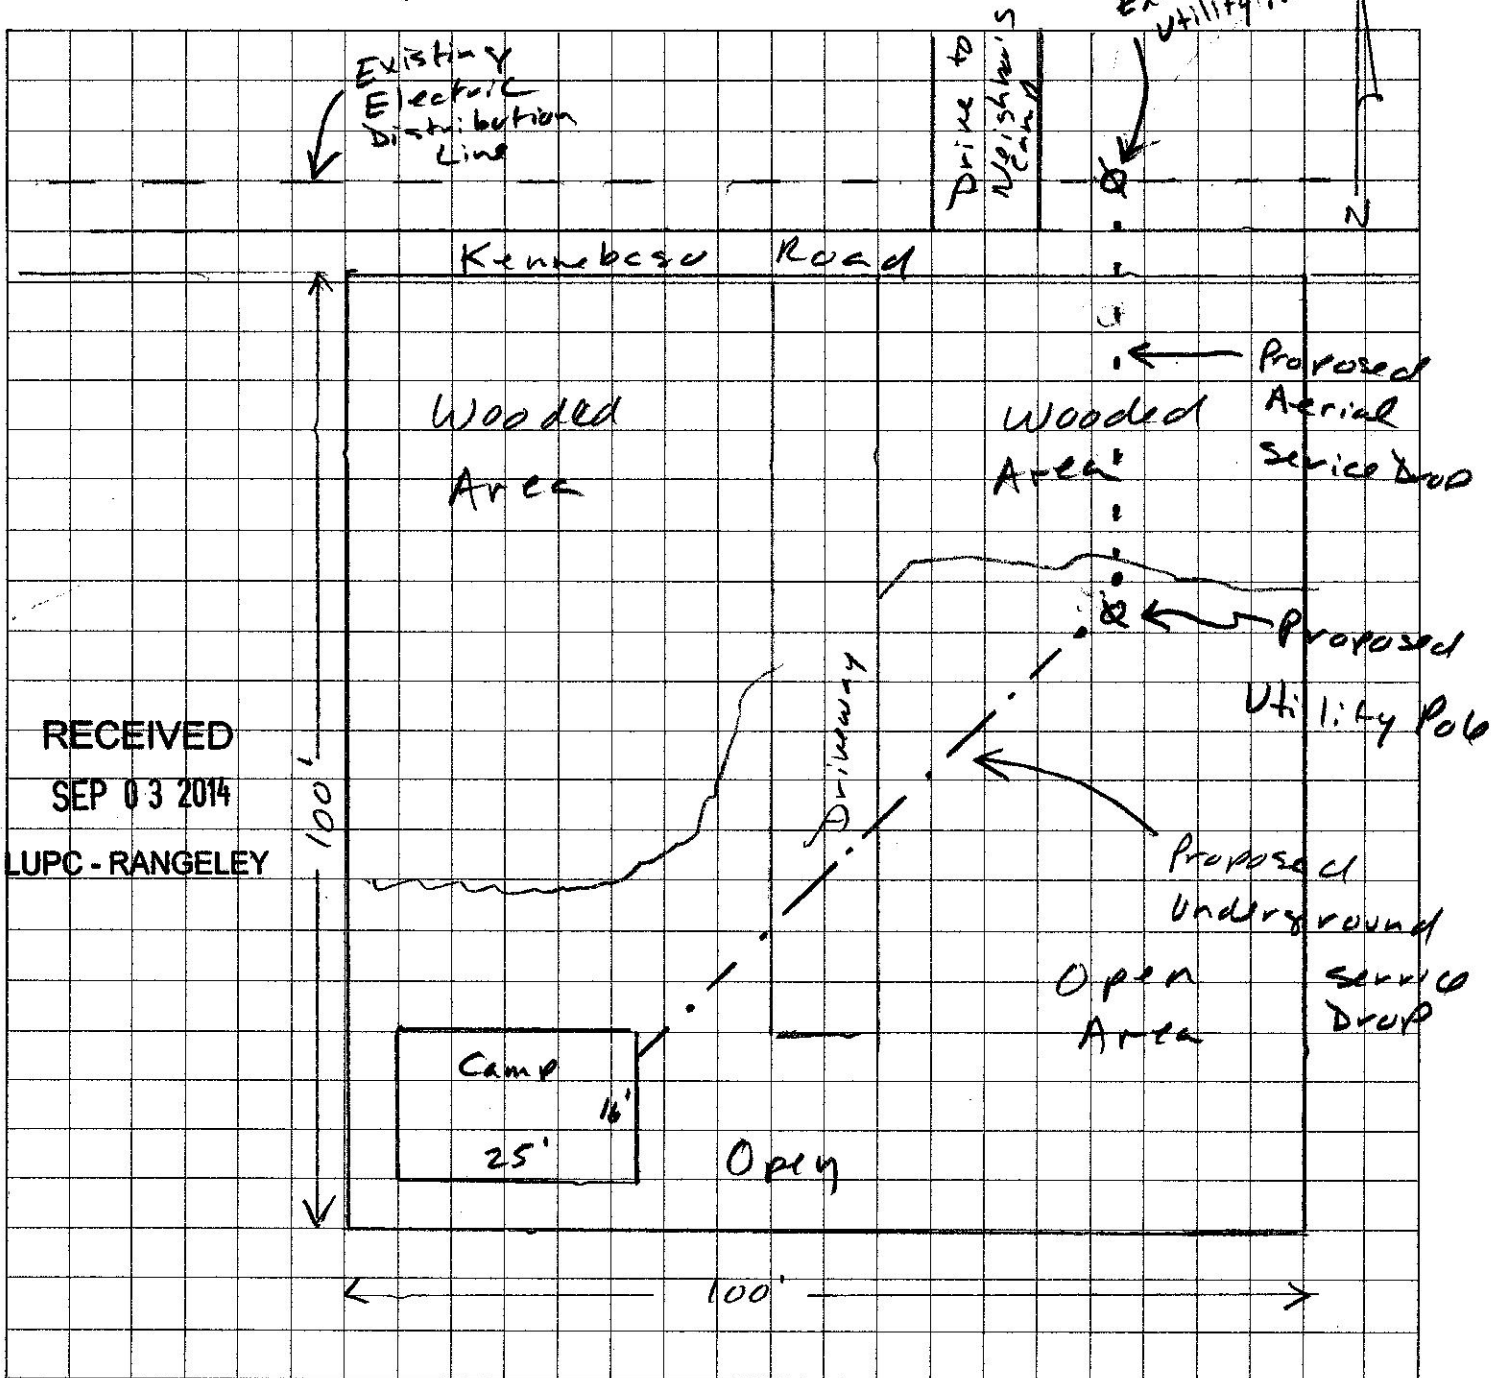 Existing
Electric
Distribution
Line
Drive to
Neighbor's
Camp
Utility
N
Kennebago Road
Wooded
Area
Wooded
Area
Proposed
Aerial
Service Drop
Proposed
Utility Pole
Driveway
RECEIVED
SEP 03 2014
LUPC - RANGELEY
100'
Proposed
Underground
Service
Drop
Open
Area
Camp
16'
25'
Open
100'